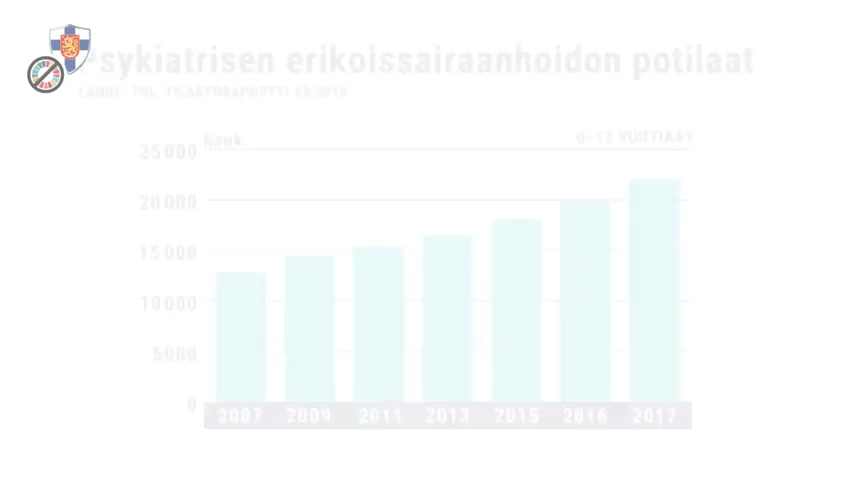 Psykiatrisen erikoissairaanhoidon potilaat
LÄHDE: THL, TILASTORAPORTTI
henk
0–17 VUOTIAAT
25 000
20 000
15 000
10 000
5000
0
2007 2009 2011 2013 2015 2016 2017